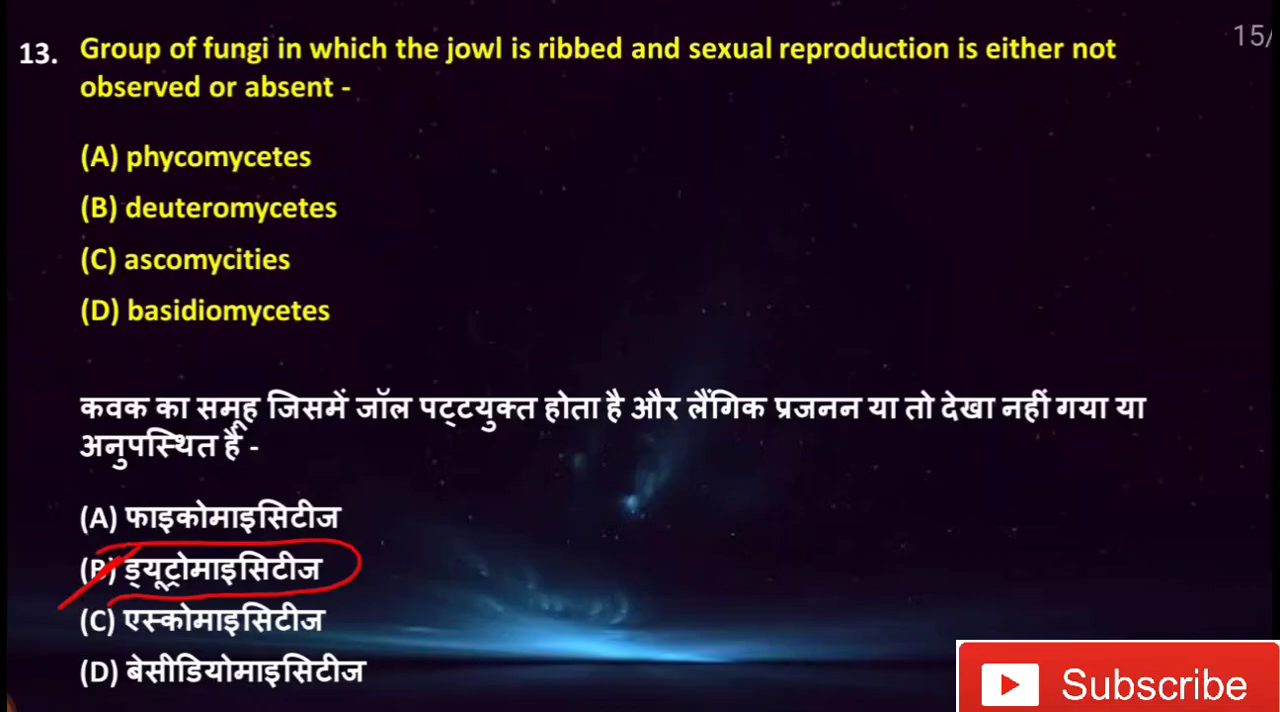 15/
13. Group of fungi in which the jowl is ribbed and sexual reproduction is either not
observed or absent -
(A) phycomycetes
(B) deuteromycetes
(C) ascomycities
(D) basidiomycetes
कवक का समूह जिसमें जॉल पट्टयुक्त होता है और लैंगिक प्रजनन या तो देखा नहीं गया या
अनुपस्थित हैं -
(A) फाइकोमाइसिटीज
(B) ड्यूट्रोमाइसिटीज
(C) एस्कोमाइसिटीज
(D) बेसीडियोमाइसिटीज
Subscribe